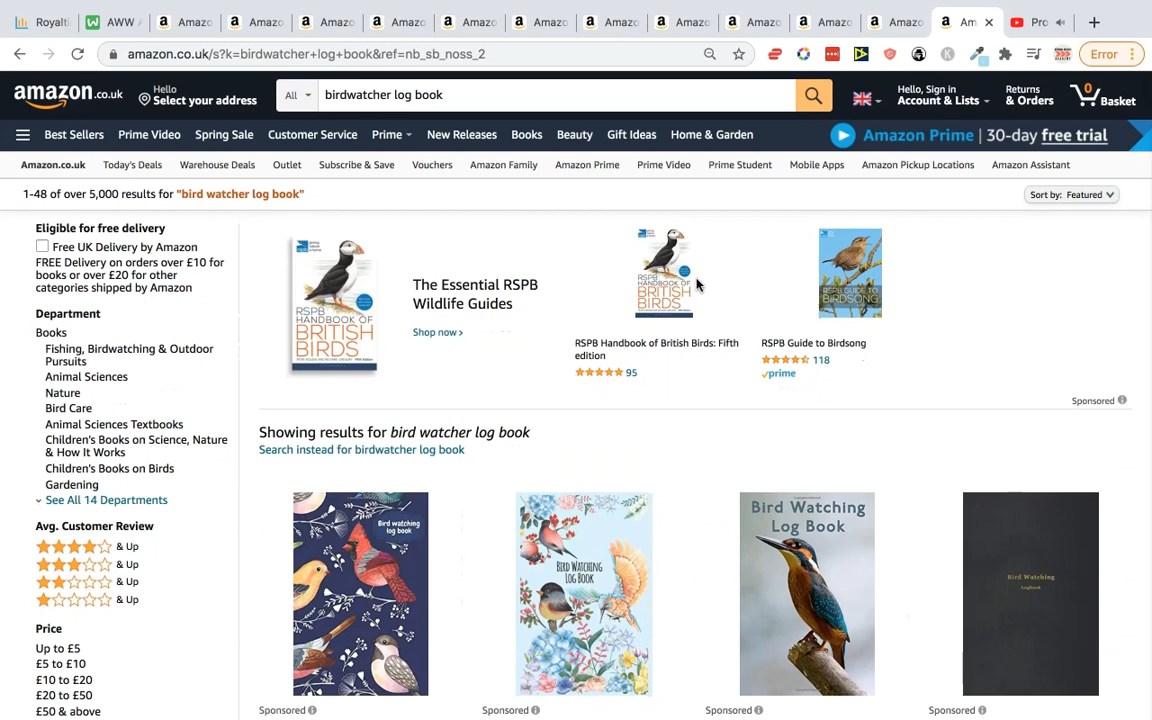 Royalti
AWW
Amazo
Amazo
Amazo
Amazo
Amazo
Amazo
Amazo
Amazo
Amazo
Amazo
Amazo
Am
Pro
amazon.co.uk/s?k=birdwatcher+log+book&ref=nb_sb_noss_2
Error
amazon.co.uk
Hello
Select your address
All
birdwatcher log book
Hello, Sign in
Account & Lists
Returns
& Orders
0
Basket
Best Sellers
Prime Video
Spring Sale
Customer Service
Prime
New Releases
Books
Beauty
Gift Ideas
Home & Garden
Amazon Prime | 30-day free trial
Amazon.co.uk
Today's Deals
Warehouse Deals
Outlet
Subscribe & Save
Vouchers
Amazon Family
Amazon Prime
Prime Video
Prime Student
Mobile Apps
Amazon Pickup Locations
Amazon Assistant
1-48 of over 5,000 results for "bird watcher log book"
Sort by: Featured
Eligible for free delivery
Free UK Delivery by Amazon
FREE Delivery on orders over £10 for
books or over £20 for other
categories shipped by Amazon
Department
Books
Fishing, Birdwatching & Outdoor
Pursuits
Animal Sciences
Nature
Bird Care
Animal Sciences Textbooks
Children's Books on Science, Nature
& How It Works
Children's Books on Birds
Gardening
See All 14 Departments
Avg. Customer Review
& Up
& Up
& Up
& Up
Price
Up to £5
£5 to £10
£10 to £20
£20 to £50
£50 & above
RSPB
HANDBOOK OF
BRITISH
BIRDS
The Essential RSPB
Wildlife Guides
Shop now ›
RSPB
HANDBOOK OF
BRITISH
BIRDS
RSPB Handbook of British Birds: Fifth
edition
95
RSPB GUIDE TO
BIRDSONG
RSPB Guide to Birdsong
118
prime
Sponsored
Showing results for bird watcher log book
Search instead for birdwatcher log book
Bird watching
log book
Sponsored
BIRD WATCHING
LOG BOOK
Sponsored
Bird Watching
Log Book
Sponsored
Bird Watching
Logbook
Sponsored